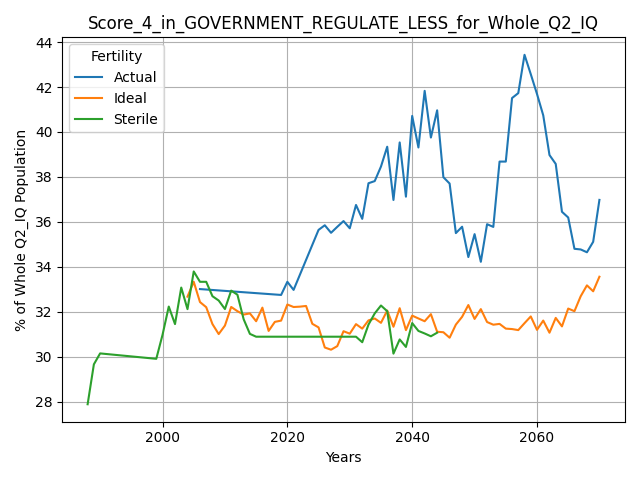 Score_4_in_GOVERNMENT_REGULATE_LESS_for_Whole_Q2_IQ
Fertility
Actual
Ideal
Sterile
% of Whole Q2_IQ Population
44
42
40
38
36
34
32
30
28
2000
2020
2040
2060
Years